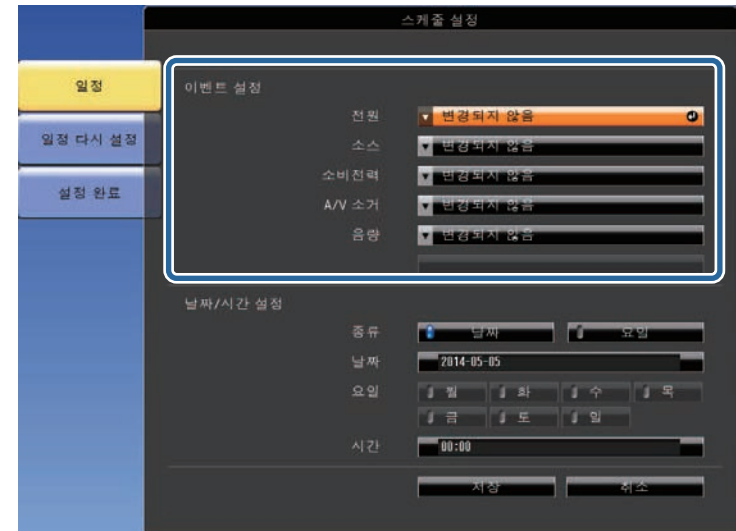 스케줄 설정
일정
일정 다시 설정
설정 완료
이벤트 설정
전원 변경되지 않음
소스 변경되지 않음
소비전력 변경되지 않음
A/V 소거 변경되지 않음
음량 변경되지 않음
날짜/시간 설정
종류 날짜 요일
날짜 2014-05-05
요일 월 화 수 목
금 토 일
시간 00:00
저장 취소